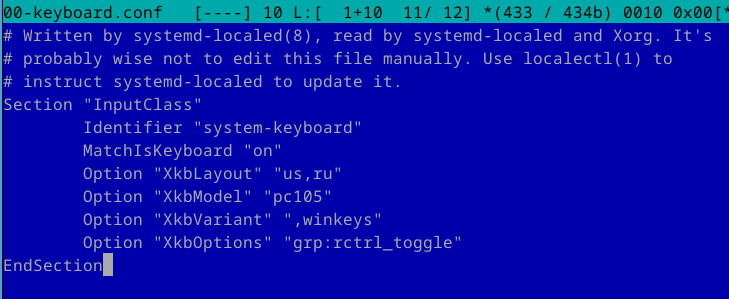 00-keyboard.conf   [----] 10 L:[  1+10  11/ 12] *(433 / 434b) 0010 0x00[*
# Written by systemd-localed(8), read by systemd-localed and Xorg. It's
# probably wise not to edit this file manually. Use localectl(1) to
# instruct systemd-localed to update it.
Section "InputClass"
        Identifier "system-keyboard"
        MatchIsKeyboard "on"
        Option "XkbLayout" "us,ru"
        Option "XkbModel" "pc105"
        Option "XkbVariant" ",winkeys"
        Option "XkbOptions" "grp:rctrl_toggle"
EndSection